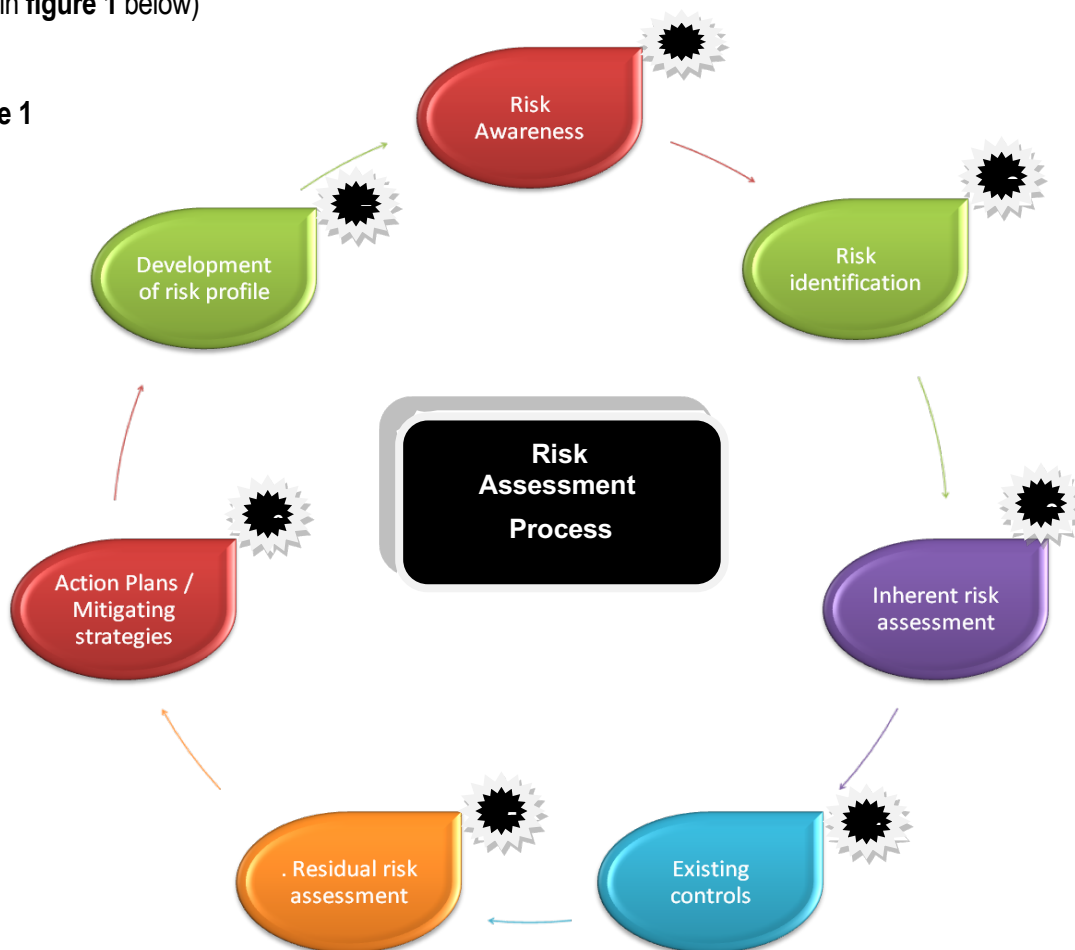 in figure 1 below)
e 1
Risk
Awareness
Risk
identification
Inherent risk
assessment
Existing
controls
. Residual risk
assessment
Action Plans /
Mitigating
strategies
Development
of risk profile
Risk
Assessment
Process